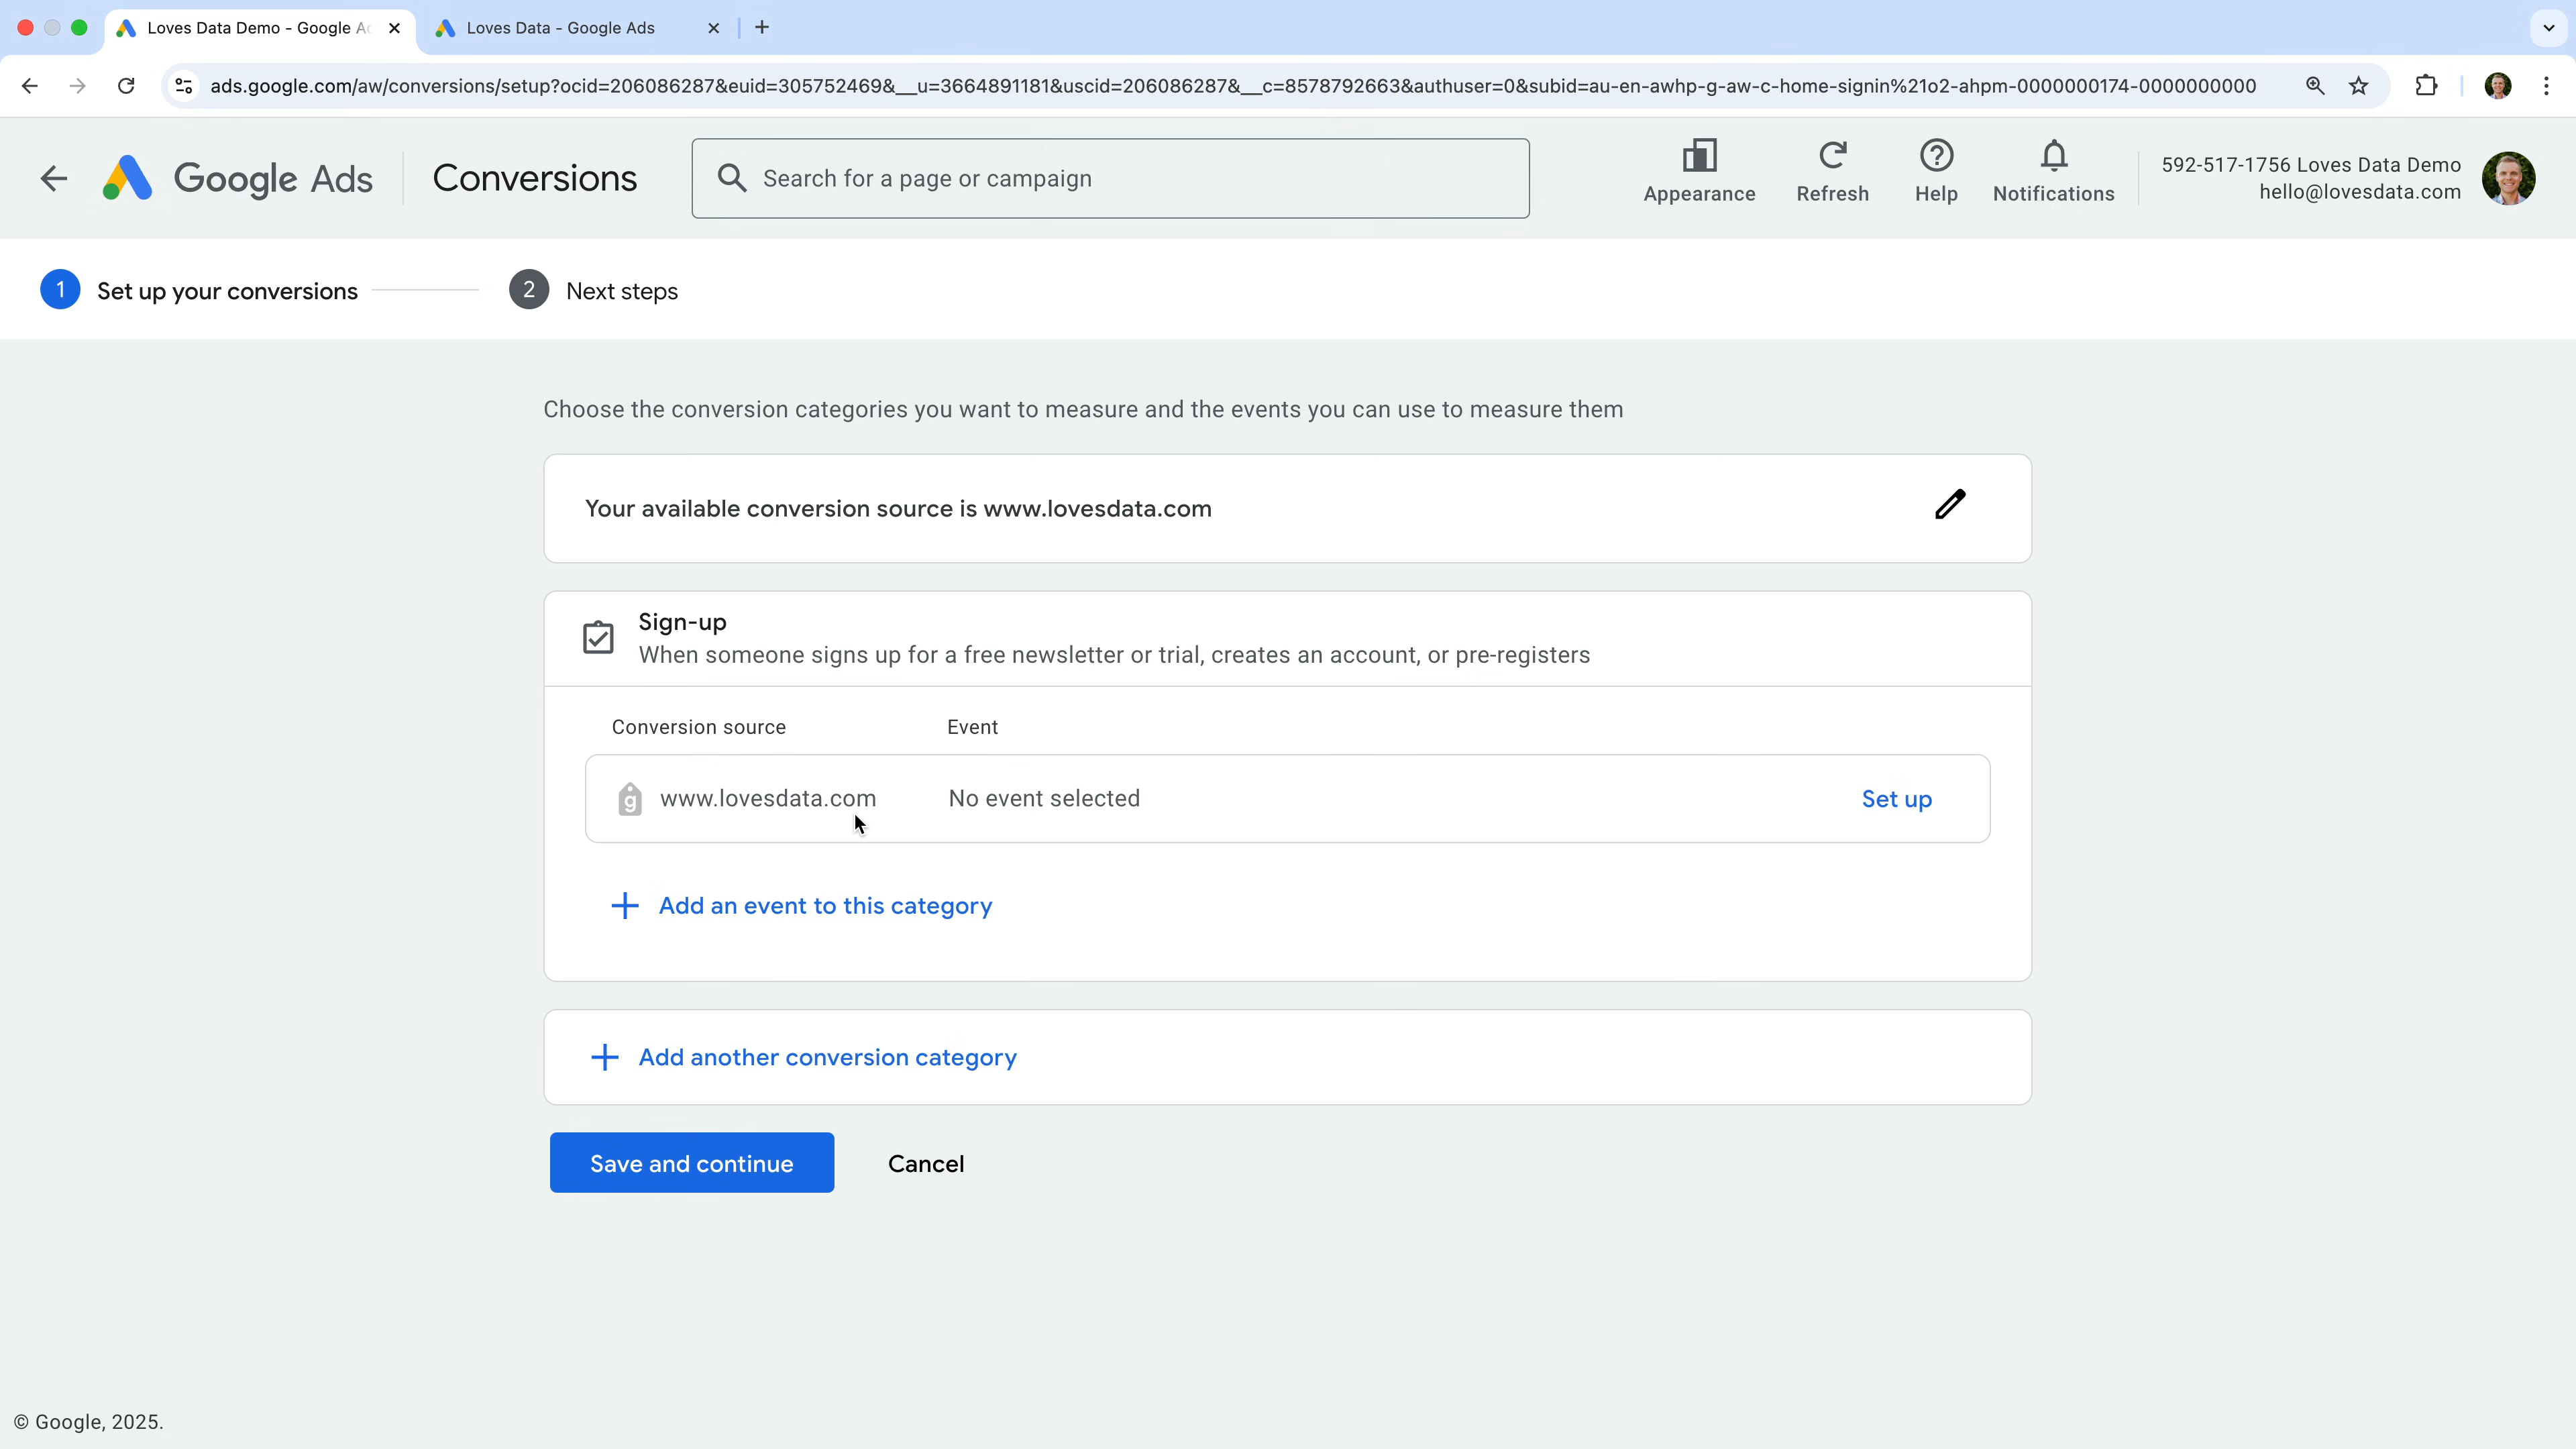 Loves Data Demo - Google Ac
Loves Data - Google Ads
ads.google.com/aw/conversions/setup?ocid=206086287&euid=305752469&__u=3664891181&uscid=206086287&__c=8578792663&authuser=0&subid=au-en-awhp-g-aw-c-home-signin%21o2-ahpm-0000000174-0000000000
Google Ads
Conversions
Search for a page or campaign
Appearance
Refresh
Help
Notifications
592-517-1756 Loves Data Demo
hello@lovesdata.com
1 Set up your conversions
2 Next steps
Choose the conversion categories you want to measure and the events you can use to measure them
Your available conversion source is www.lovesdata.com
Sign-up
When someone signs up for a free newsletter or trial, creates an account, or pre-registers
Conversion source Event
g www.lovesdata.com No event selected Set up
Add an event to this category
Add another conversion category
Save and continue Cancel
© Google, 2025.